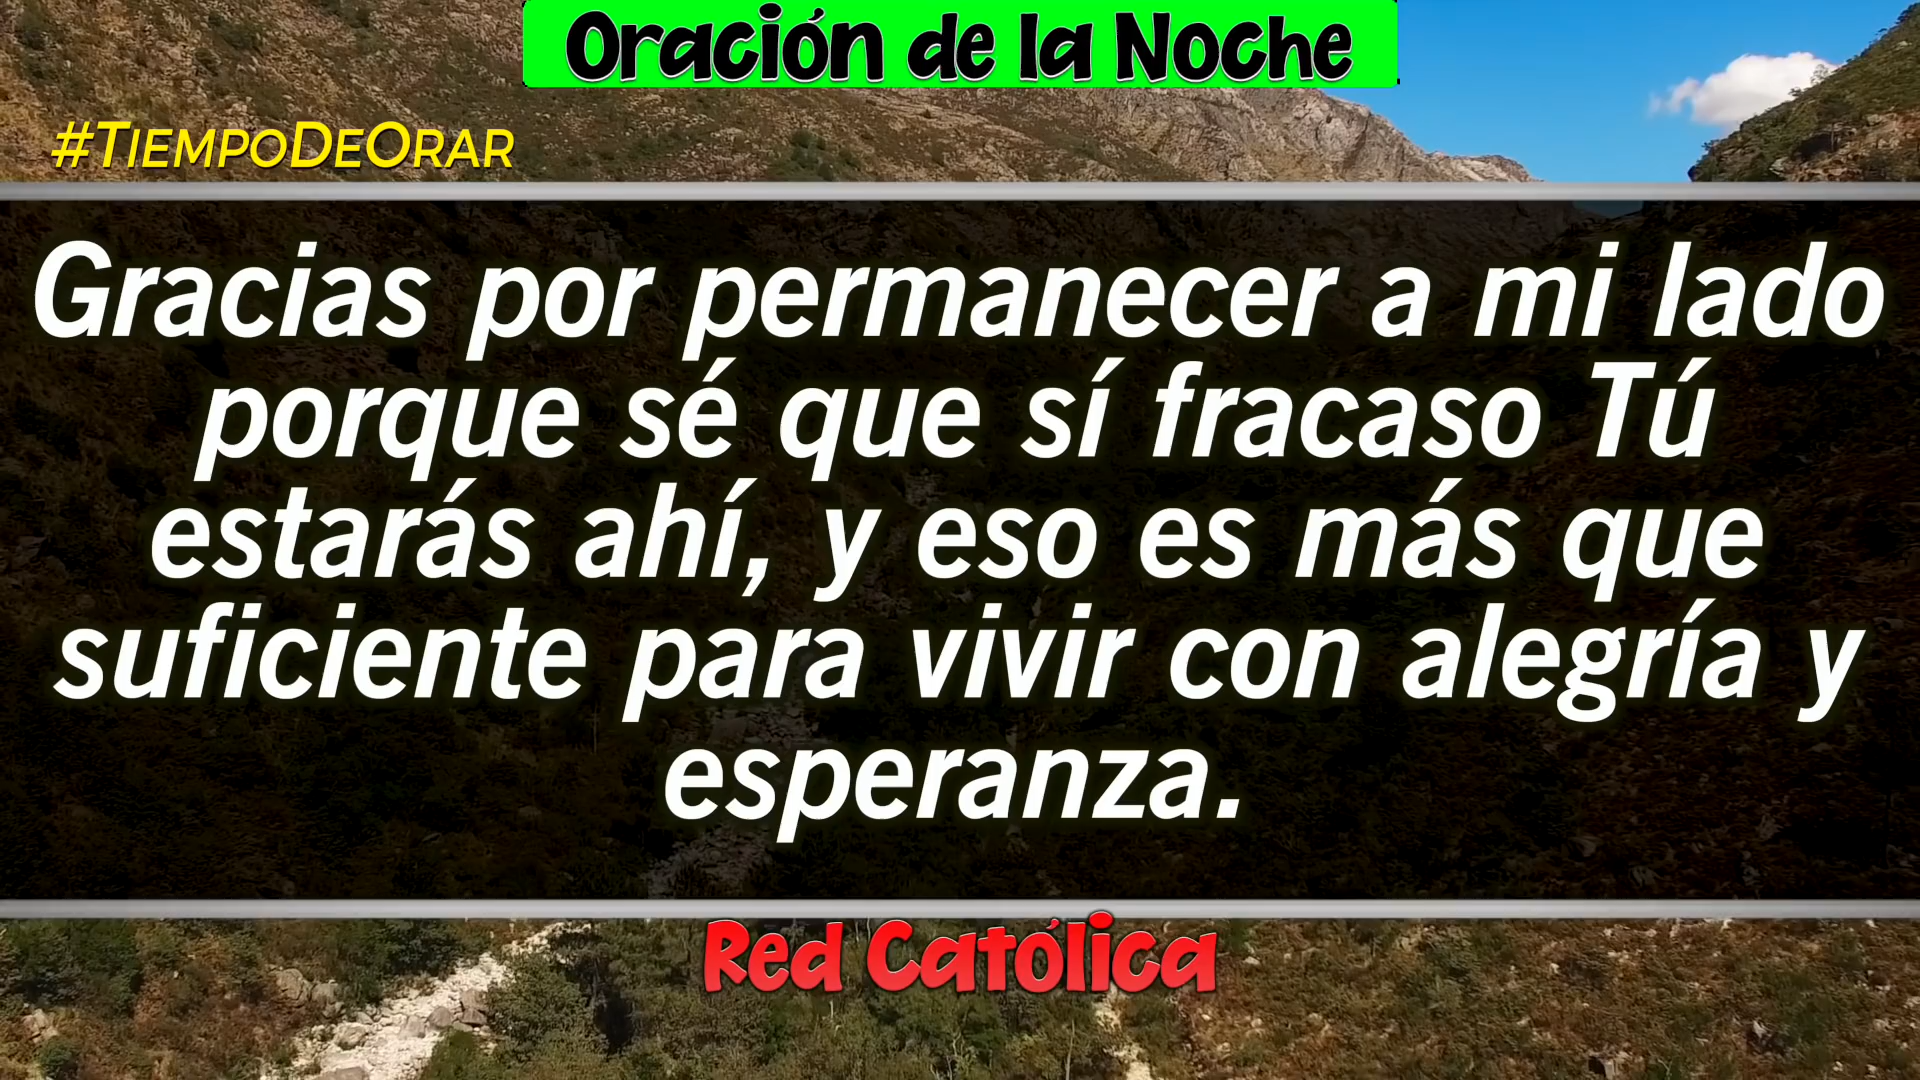 Oración de la Noche
#TiempoDeOrar
Gracias por permanecer a mi lado
porque sé que sí fracaso Tú
estarás ahí, y eso es más que
suficiente para vivir con alegría y
esperanza.
Red Católica